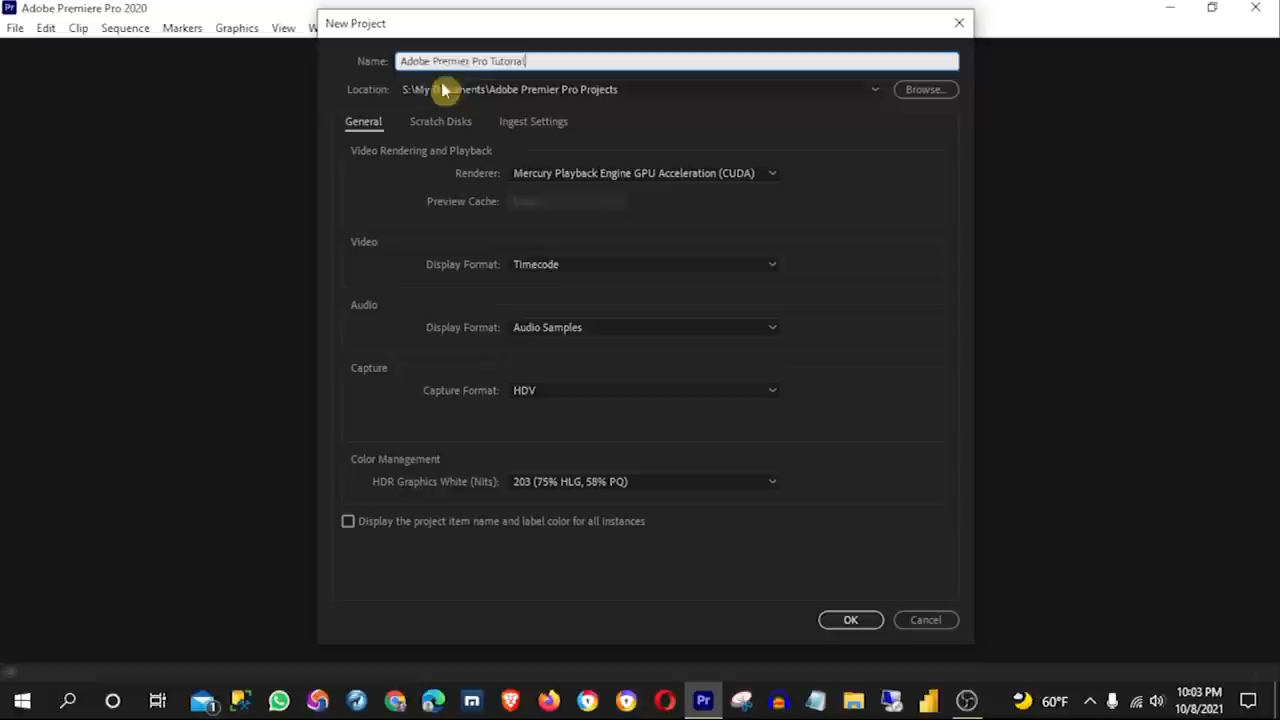 Adobe Premiere Pro 2020
File Edit Clip Sequence Markers Graphics View
New Project
Name: Adobe Premier Pro Tutorial
Location: S:\My Documents\Adobe Premier Pro Projects
Browse...
General Scratch Disks Ingest Settings
Video Rendering and Playback
Renderer: Mercury Playback Engine GPU Acceleration (CUDA)
Preview Cache:
Video
Display Format: Timecode
Audio
Display Format: Audio Samples
Capture
Capture Format: HDV
Color Management
HDR Graphics White (Nits): 203 (75% HLG, 58% PQ)
Display the project item name and label color for all instances
OK Cancel
60°F
10:03 PM
10/8/2021